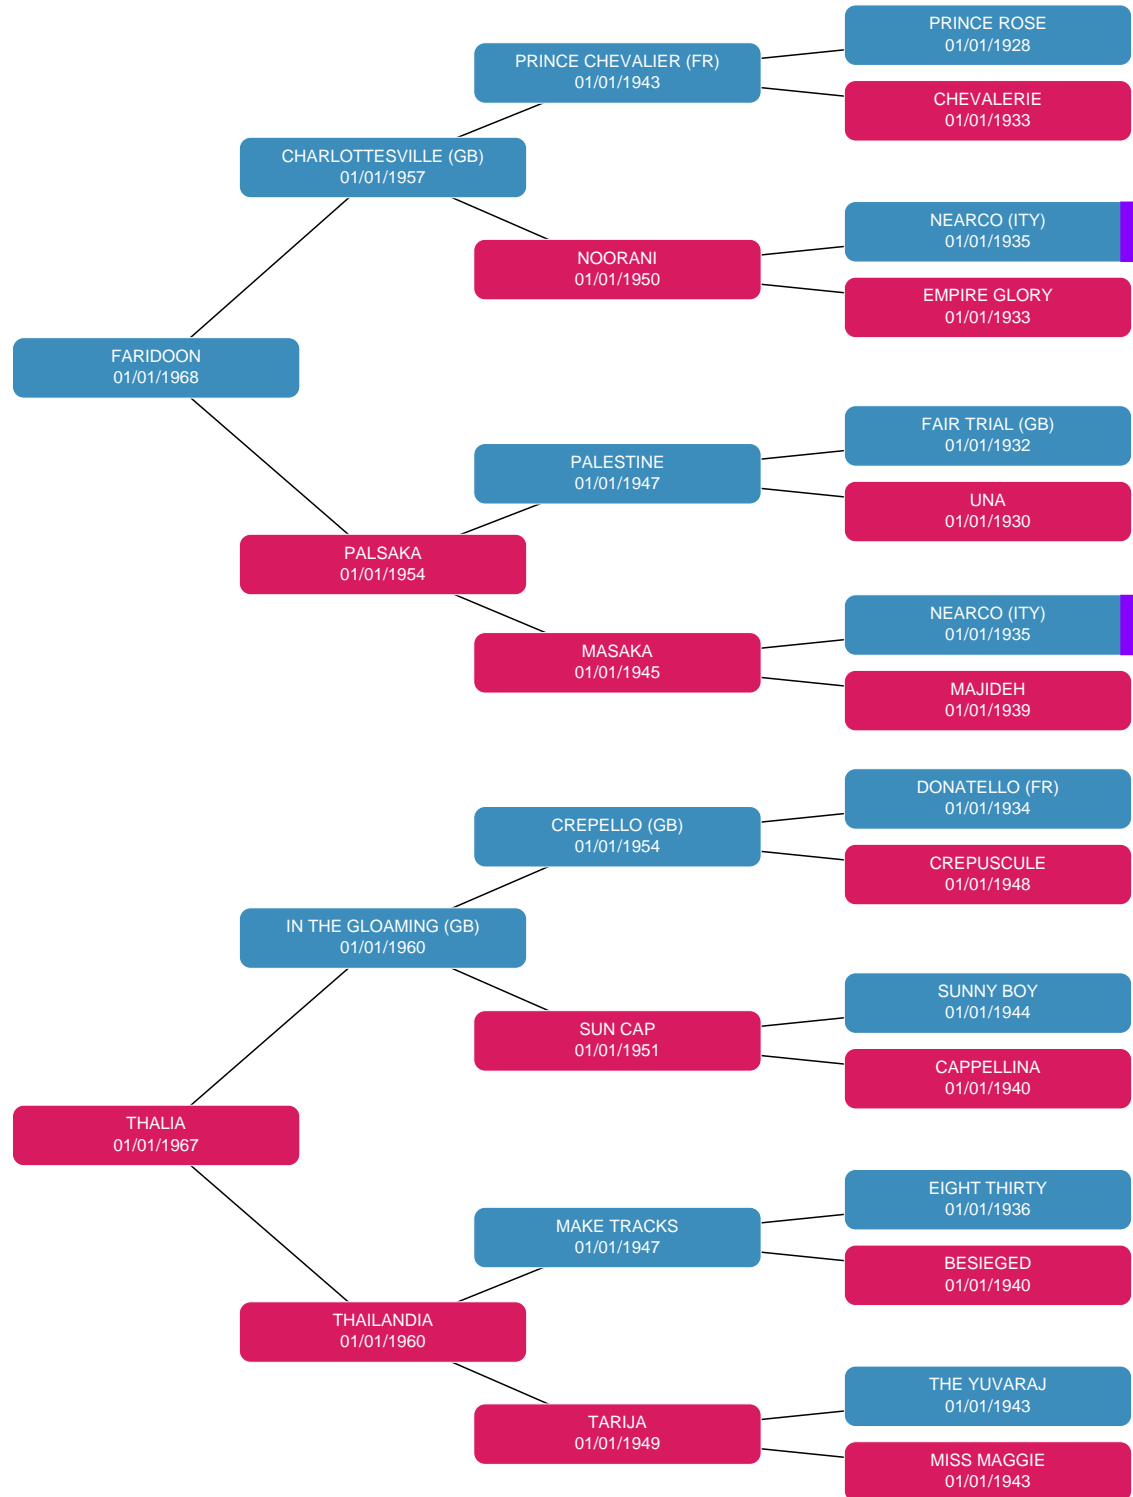 PRINCE ROSE
01/01/1928
PRINCE CHEVALIER (FR)
01/01/1943
CHEVALERIE
01/01/1933
CHARLOTTESVILLE (GB)
01/01/1957
NEARCO (ITY)
01/01/1935
NOORANI
01/01/1950
EMPIRE GLORY
01/01/1933
FARIDOON
01/01/1968
FAIR TRIAL (GB)
01/01/1932
PALESTINE
01/01/1947
UNA
01/01/1930
PALSAKA
01/01/1954
NEARCO (ITY)
01/01/1935
MASAKA
01/01/1945
MAJIDEH
01/01/1939
DONATELLO (FR)
01/01/1934
CREPELLO (GB)
01/01/1954
CREPUSCULE
01/01/1948
IN THE GLOAMING (GB)
01/01/1960
SUNNY BOY
01/01/1944
SUN CAP
01/01/1951
CAPPELLINA
01/01/1940
THALIA
01/01/1967
EIGHT THIRTY
01/01/1936
MAKE TRACKS
01/01/1947
BESIEGED
01/01/1940
THAILANDIA
01/01/1960
THE YUVARAJ
01/01/1943
TARIJA
01/01/1949
MISS MAGGIE
01/01/1943